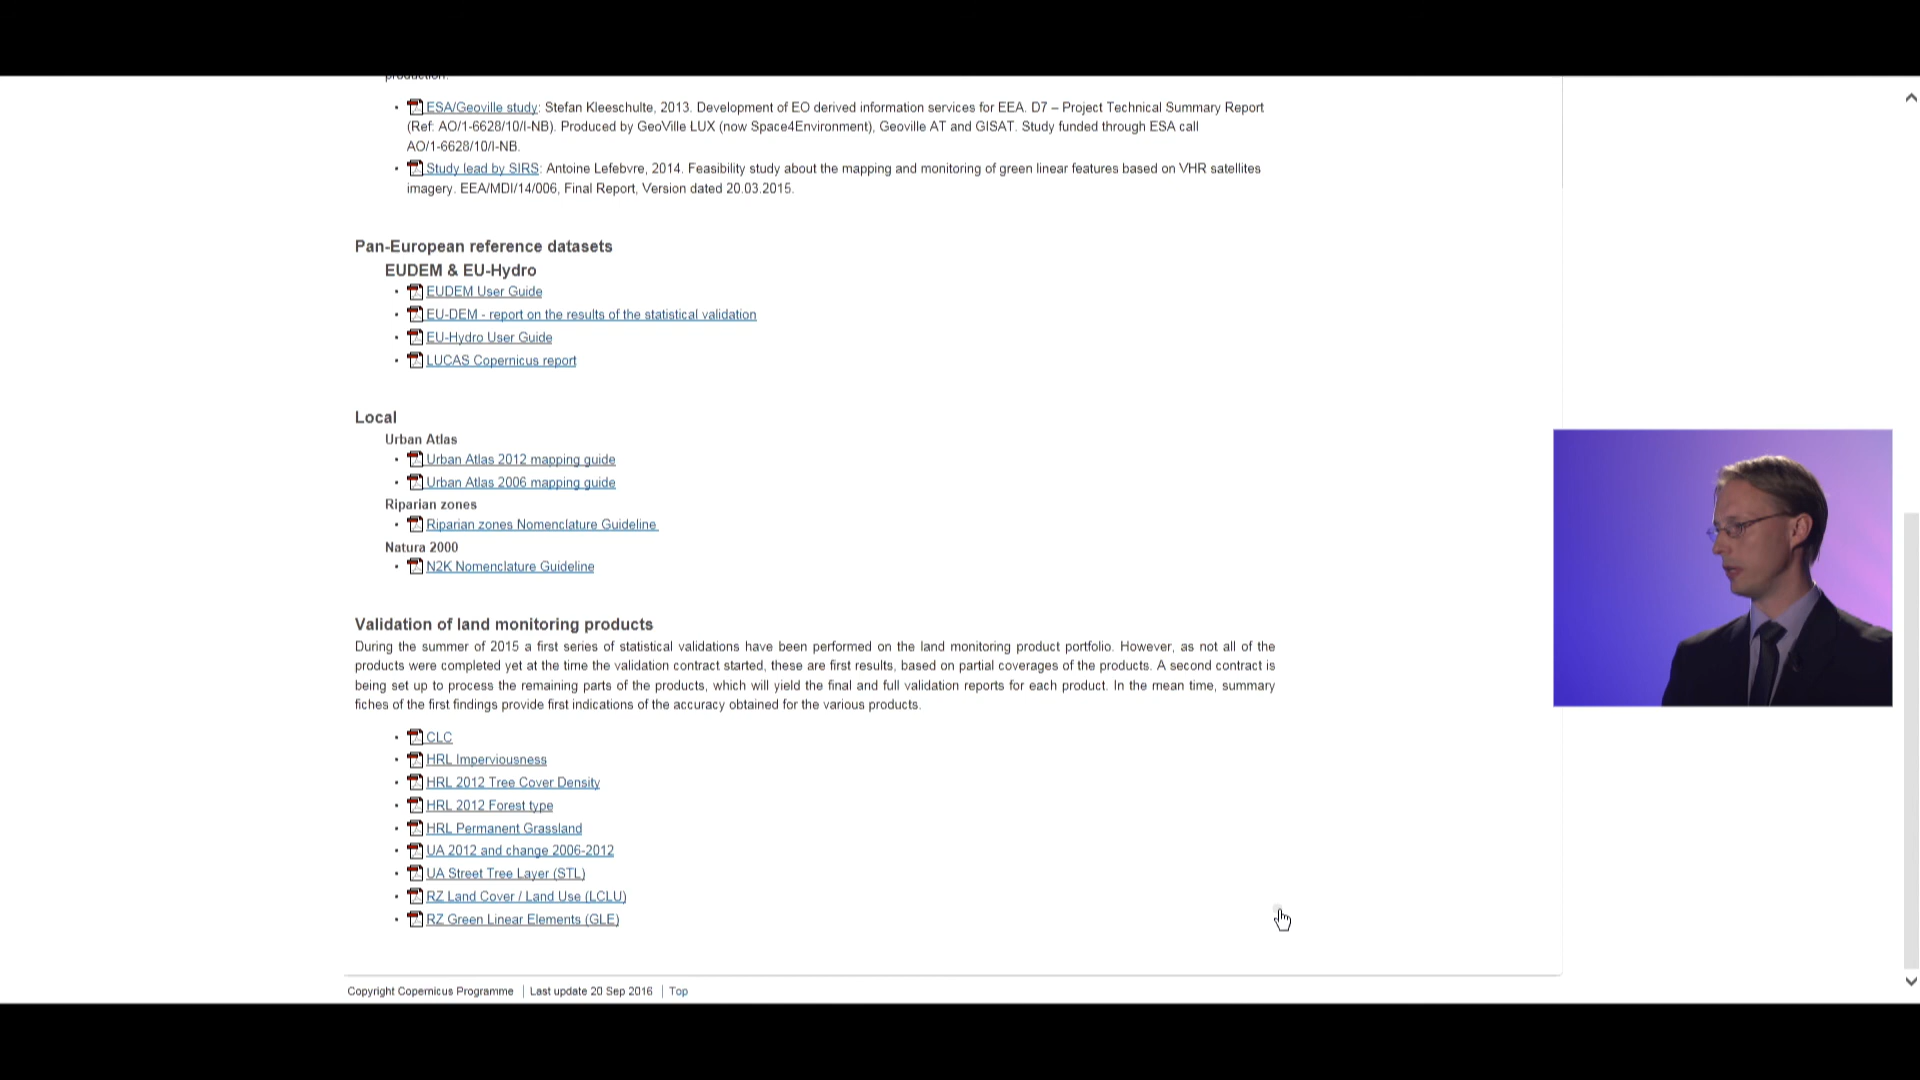 production.
ESA/Geoville study: Stefan Kleeschulte, 2013. Development of EO derived information services for EEA. D7 – Project Technical Summary Report
(Ref: AO/1-6628/10/I-NB). Produced by GeoVille LUX (now Space4Environment), Geoville AT and GISAT. Study funded through ESA call
AO/1-6628/10/I-NB.
Study lead by SIRS: Antoine Lefebvre, 2014. Feasibility study about the mapping and monitoring of green linear features based on VHR satellites
imagery. EEA/MDI/14/006, Final Report, Version dated 20.03.2015.
Pan-European reference datasets
EUDEM & EU-Hydro
EUDEM User Guide
EU-DEM - report on the results of the statistical validation
EU-Hydro User Guide
LUCAS Copernicus report
Local
Urban Atlas
Urban Atlas 2012 mapping guide
Urban Atlas 2006 mapping guide
Riparian zones
Riparian zones Nomenclature Guideline
Natura 2000
N2K Nomenclature Guideline
Validation of land monitoring products
During the summer of 2015 a first series of statistical validations have been performed on the land monitoring product portfolio. However, as not all of the
products were completed yet at the time the validation contract started, these are first results, based on partial coverages of the products. A second contract is
being set up to process the remaining parts of the products, which will yield the final and full validation reports for each product. In the mean time, summary
fiches of the first findings provide first indications of the accuracy obtained for the various products.
CLC
HRL Imperviousness
HRL 2012 Tree Cover Density
HRL 2012 Forest type
HRL Permanent Grassland
UA 2012 and change 2006-2012
UA Street Tree Layer (STL)
RZ Land Cover / Land Use (LCLU)
RZ Green Linear Elements (GLE)
Copyright Copernicus Programme | Last update 20 Sep 2016 | Top